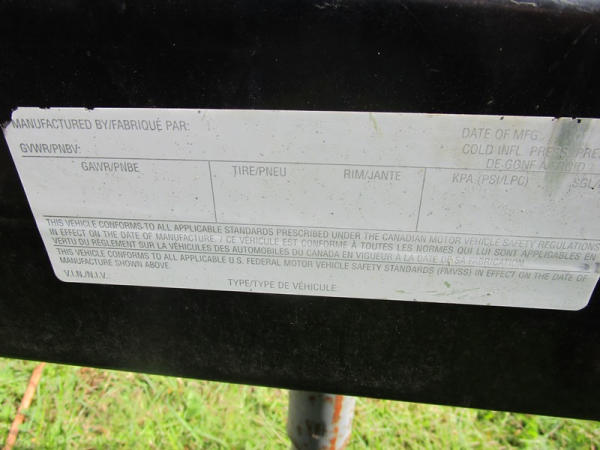 MANUFACTURED BY/FABRIQUÉ PAR:
DATE OF MFG
GVWR/PNBV:
COLD INFL. PRESS./PRE
GAWR/PNBE
TIRE/PNEU
RIM/JANTE
DE GONF. A FROID
KPA (PSI/LPC)
SGL/
THIS VEHICLE CONFORMS TO ALL APPLICABLE STANDARDS PRESCRIBED UNDER THE CANADIAN MOTOR VEHICLE SAFETY REGULATIONS
IN EFFECT ON THE DATE OF MANUFACTURE. / CE VÉHICULE EST CONFORME À TOUTES LES NORMES QUI LUI SONT APPLICABLES EN
VERTU DU RÈGLEMENT SUR LA VÉHICULES DES AUTOMOBILES DU CANADA EN VIGUEUR À LA DATE DE SA FABRICATION.
THIS VEHICLE CONFORMS TO ALL APPLICABLE U.S. FEDERAL MOTOR VEHICLE SAFETY STANDARDS (FMVSS) IN EFFECT ON THE DATE OF
MANUFACTURE SHOWN ABOVE.
V.I.N./N.I.V.:
TYPE/TYPE DE VÉHICULE: